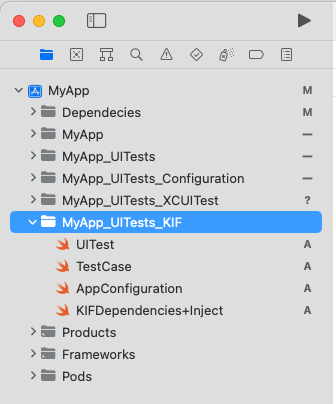 MyApp M
Dependecies M
MyApp —
MyApp_UITests —
MyApp_UITests_Configuration —
MyApp_UITests_XCUITest ?
MyApp_UITests_KIF
UITest A
TestCase A
AppConfiguration A
KIFDependencies+Inject A
Products
Frameworks
Pods